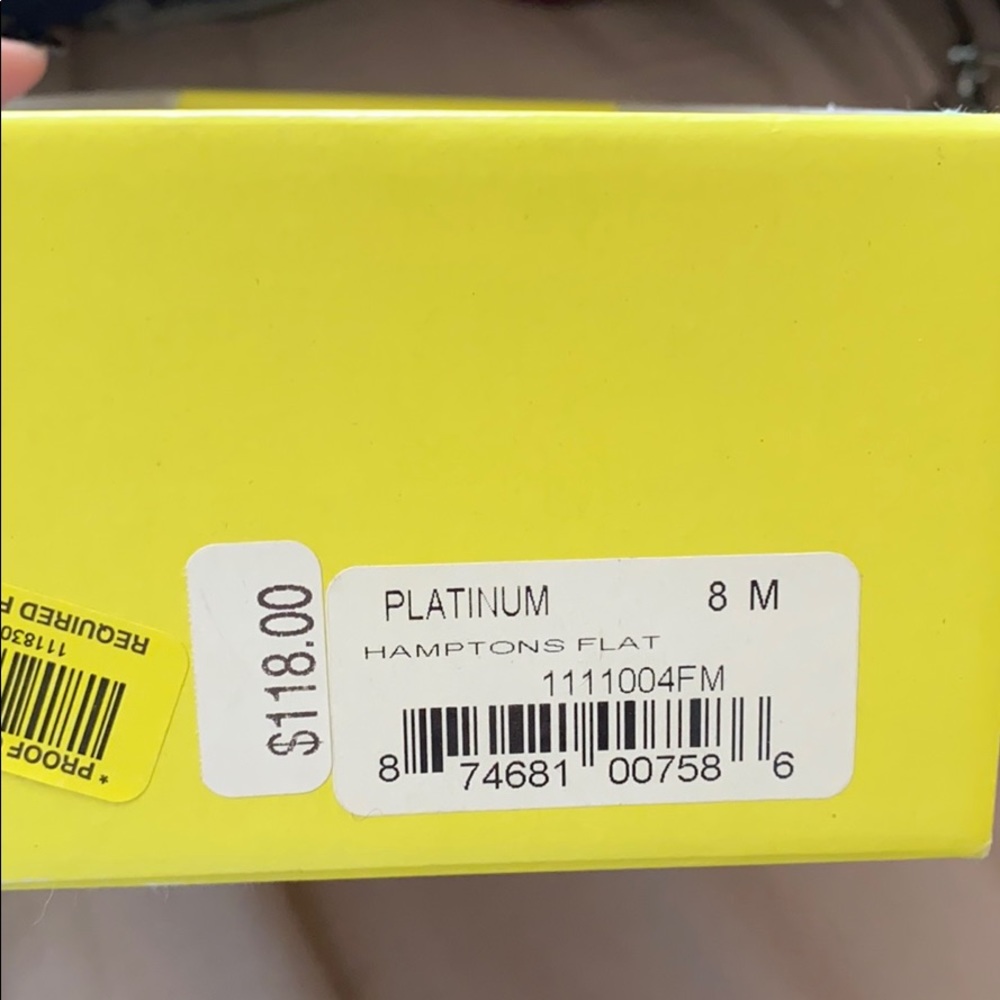 PLATINUM 8 M
HAMPTONS FLAT
1111004FM
8 74681 00758 6
$118.00
REQUIRED
111830
* PROOF